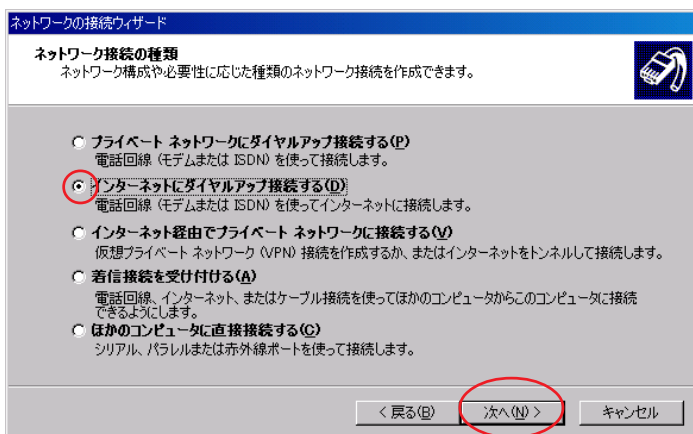 ネットワークの接続ウィザード
ネットワーク接続の種類
ネットワーク構成や必要性に応じた種類のネットワーク接続を作成できます。
プライベート ネットワークにダイヤルアップ接続する(P)
電話回線 (モデムまたは ISDN) を使って接続します。
インターネットにダイヤルアップ接続する(D)
電話回線 (モデムまたは ISDN) を使ってインターネットに接続します。
インターネット経由でプライベート ネットワークに接続する(V)
仮想プライベート ネットワーク (VPN) 接続を作成するか、またはインターネットをトンネルして接続します。
着信接続を受け付ける(A)
電話回線、インターネット、またはケーブル接続を使ってほかのコンピュータからこのコンピュータに接続
できるようにします。
ほかのコンピュータに直接接続する(C)
シリアル、パラレルまたは赤外線ポートを使って接続します。
< 戻る(B) 次へ(N) > キャンセル